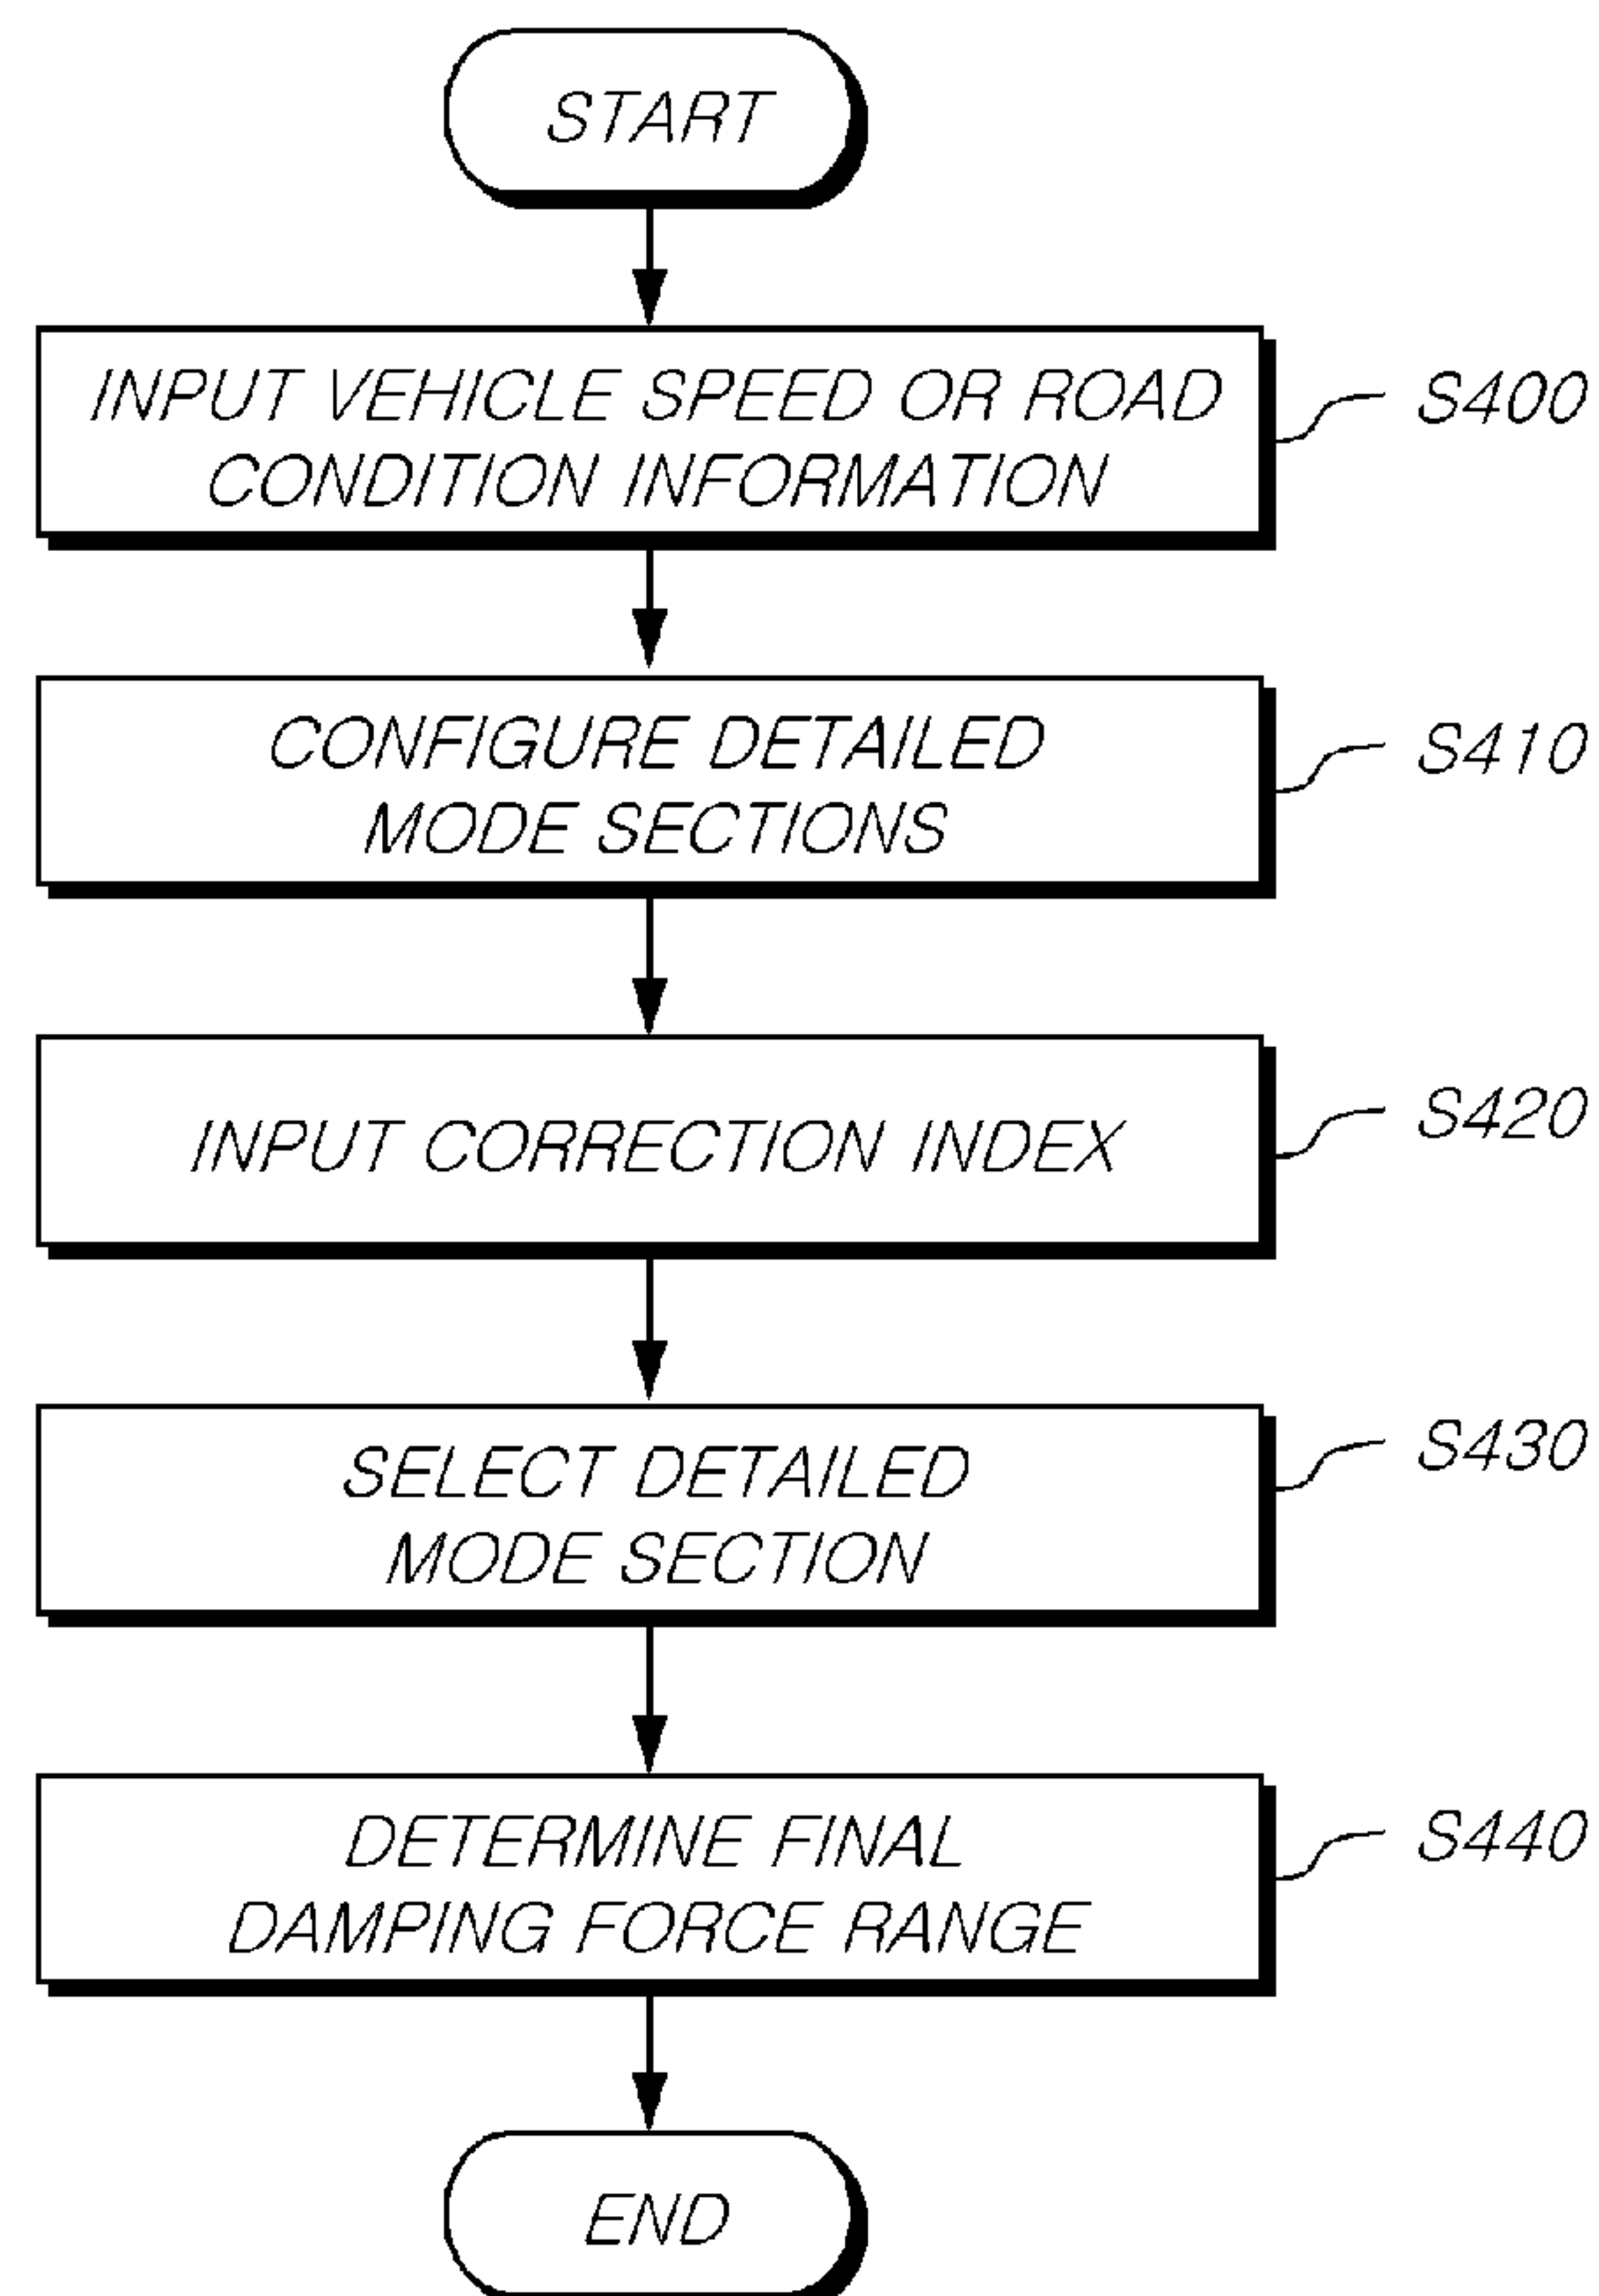 START
INPUT VEHICLE SPEED OR ROAD
CONDITION INFORMATION
S400
CONFIGURE DETAILED
MODE SECTIONS
S410
INPUT CORRECTION INDEX
S420
SELECT DETAILED
MODE SECTION
S430
DETERMINE FINAL
DAMPING FORCE RANGE
S440
END